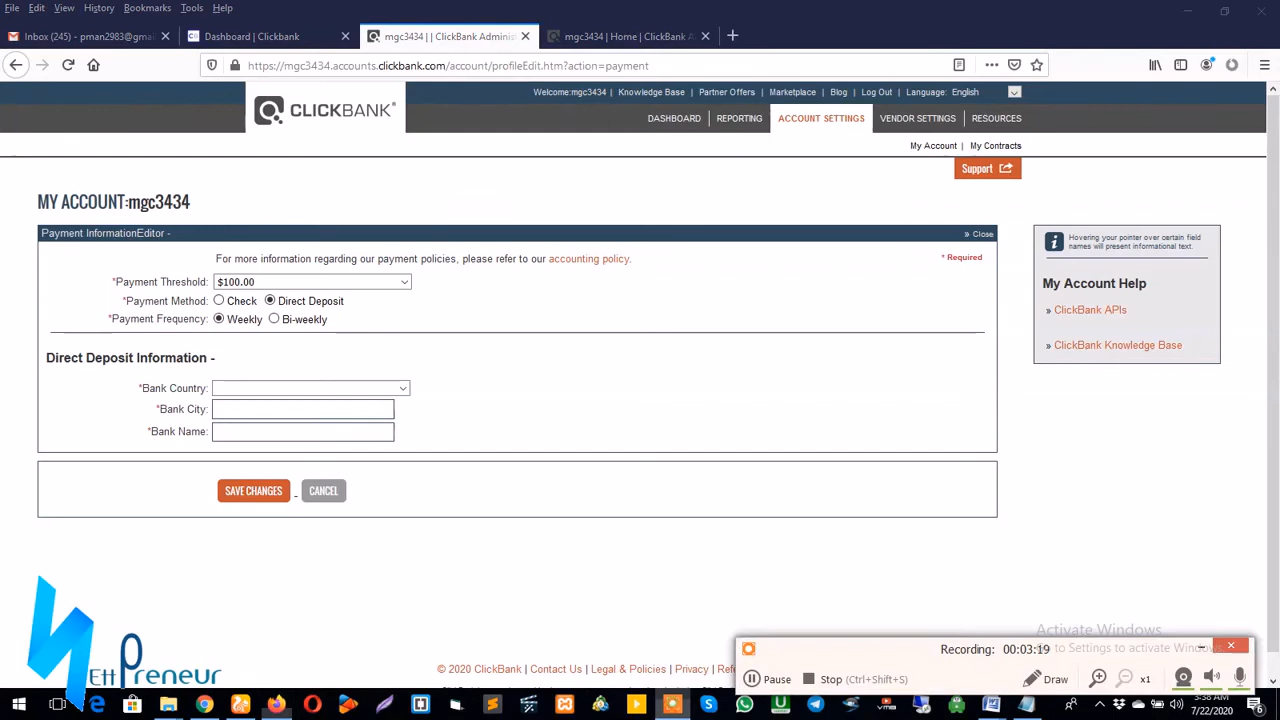 File Edit View History Bookmarks Tools Help
Inbox (245) - pman2983@gmai × Dashboard | Clickbank × mgc3434 | | ClickBank Adminis × mgc3434 | Home | ClickBank A × +
https://mgc3434.accounts.clickbank.com/account/profileEdit.htm?action=payment
Welcome:mgc3434 | Knowledge Base | Partner Offers | Marketplace | Blog | Log Out | Language: English
CLICKBANK®
DASHBOARD | REPORTING | ACCOUNT SETTINGS | VENDOR SETTINGS | RESOURCES
My Account | My Contracts
Support
MY ACCOUNT:mgc3434
Payment InformationEditor -
» Close
For more information regarding our payment policies, please refer to our accounting policy.
* Required
*Payment Threshold: $100.00
*Payment Method: Check Direct Deposit
*Payment Frequency: Weekly Bi-weekly
Direct Deposit Information -
*Bank Country:
*Bank City:
*Bank Name:
SAVE CHANGES - CANCEL
Hovering your pointer over certain field
names will present informational text.
My Account Help
» ClickBank APIs
» ClickBank Knowledge Base
Activate Windows
Go to Settings to activate Windows.
Recording: 00:03:19
Pause Stop (Ctrl+Shift+S) Draw x1
© 2020 ClickBank | Contact Us | Legal & Policies | Privacy |
3:38 AM
7/22/2020